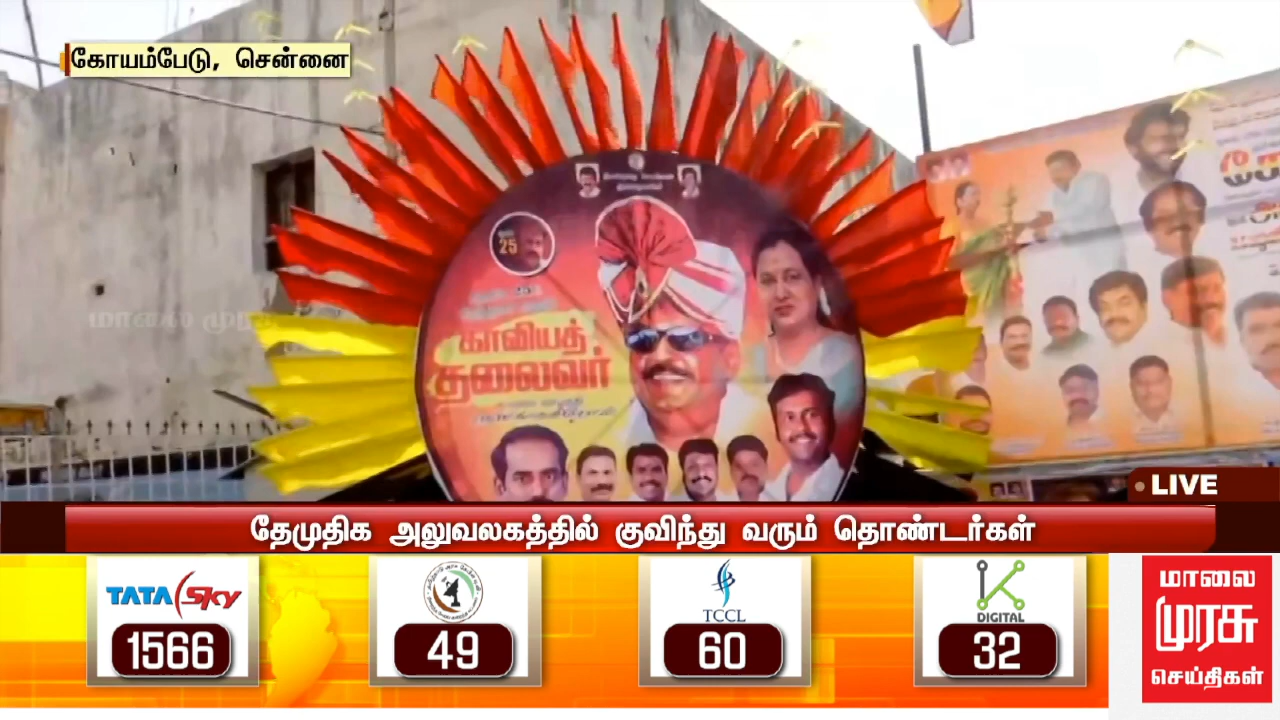 கோயம்பேடு, சென்னை
25
காவியத்
தலைவர்
மாலை முரசு
LIVE
தேமுதிக அலுவலகத்தில் குவிந்து வரும் தொண்டர்கள்
TATA Sky
1566
49
TCCL
60
DIGITAL
32
மாலை
முரசு
செய்திகள்